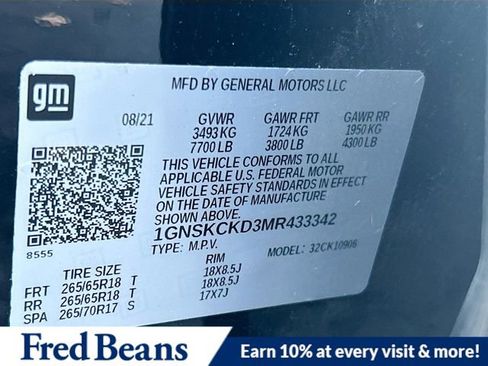 gm
MFD BY GENERAL MOTORS LLC
08/21 GVWR GAWR FRT GAWR RR
3493 KG 1724 KG 1950 KG
7700 LB 3800 LB 4300 LB
THIS VEHICLE CONFORMS TO ALL
APPLICABLE U.S. FEDERAL MOTOR
VEHICLE SAFETY STANDARDS IN EFFECT
ON THE DATE OF MANUFACTURE
SHOWN ABOVE.
1GNSKCKD3MR433342
TYPE: M.P.V. MODEL: 32CK10906
8555
TIRE SIZE RIM
FRT 265/65R18 T 18X8.5J
RR 265/65R18 T 18X8.5J
SPA 265/70R17 S 17X7J
Fred Beans
Earn 10% at every visit & more!